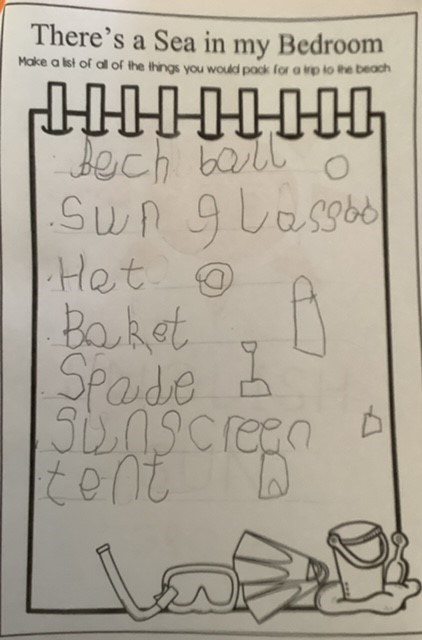 There's a Sea in my Bedroom
Make a list of all of the things you would pack for a trip to the beach
Bech ball
Sun glasses
Hat
Baket
Spade
Sunscreen
tent